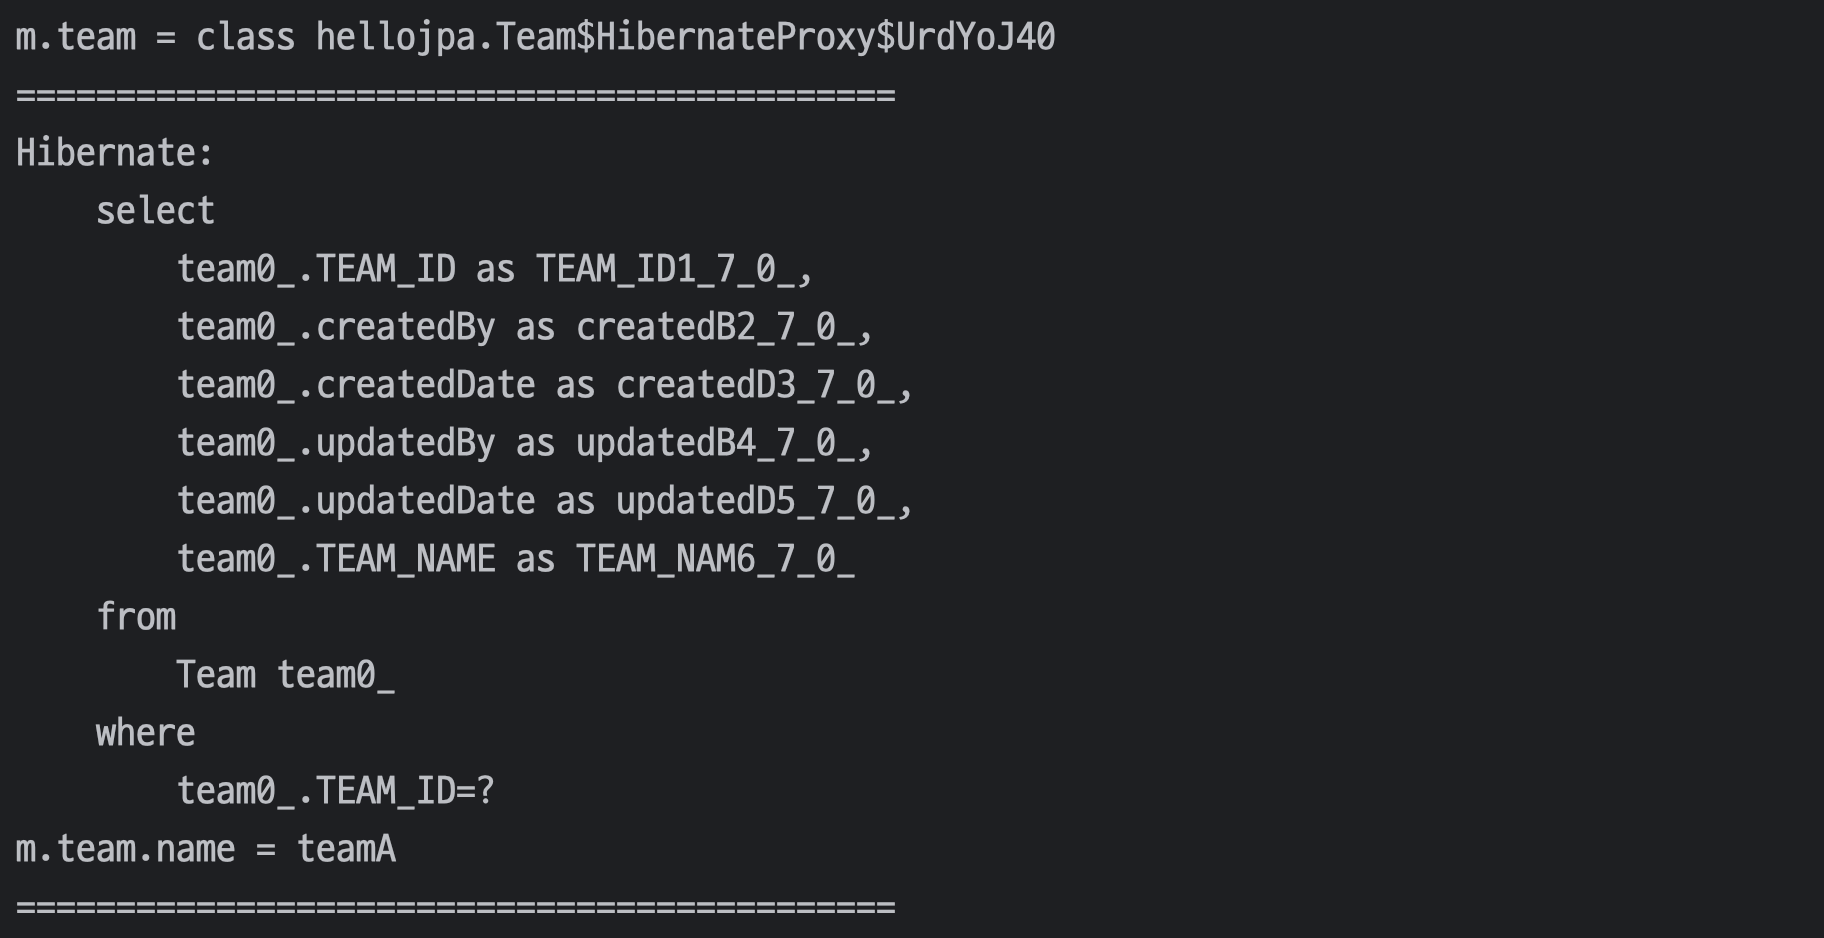 m.team = class hellojpa.Team$HibernateProxy$UrdYoJ40
============================================
Hibernate:
    select
        team0_.TEAM_ID as TEAM_ID1_7_0_,
        team0_.createdBy as createdB2_7_0_,
        team0_.createdDate as createdD3_7_0_,
        team0_.updatedBy as updatedB4_7_0_,
        team0_.updatedDate as updatedD5_7_0_,
        team0_.TEAM_NAME as TEAM_NAM6_7_0_
    from
        Team team0_
    where
        team0_.TEAM_ID=?
m.team.name = teamA
============================================